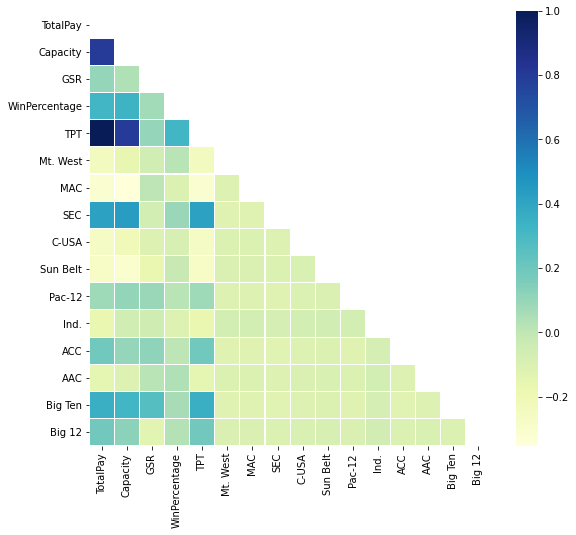 TotalPay
Capacity
GSR
WinPercentage
TPT
Mt. West
MAC
SEC
C-USA
Sun Belt
Pac-12
Ind.
ACC
AAC
Big Ten
Big 12
TotalPay
Capacity
GSR
WinPercentage
TPT
Mt. West
MAC
SEC
C-USA
Sun Belt
Pac-12
Ind.
ACC
AAC
Big Ten
Big 12
1.0
0.8
0.6
0.4
0.2
0.0
−0.2